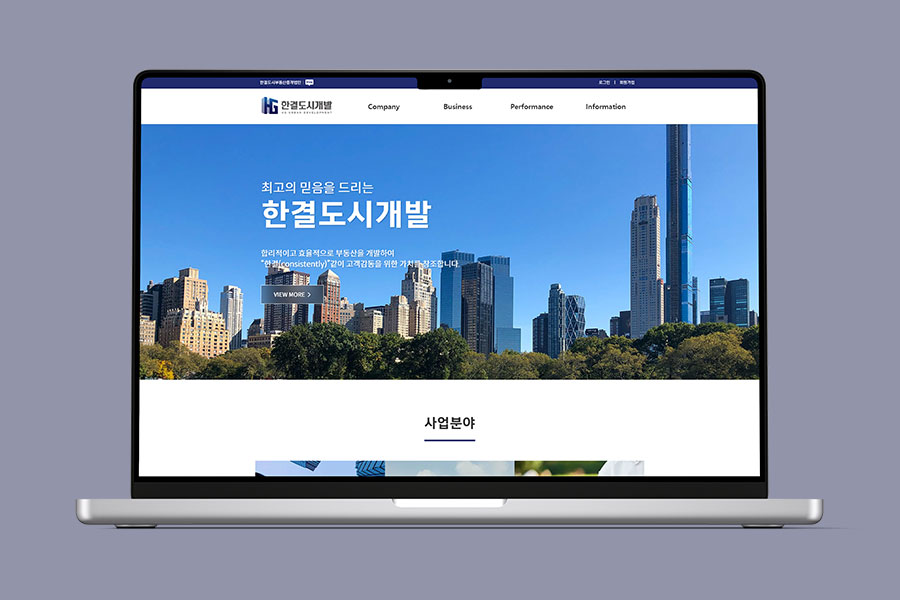 한결도시부동산중개법인
로그인 | 회원가입
HG 한결도시개발
HG URBAN DEVELOPMENT
Company
Business
Performance
Information
최고의 믿음을 드리는
한결도시개발
합리적이고 효율적으로 부동산을 개발하여
"한결(consistently)"같이 고객감동을 위한 가치를 창조합니다.
VIEW MORE >
사업분야